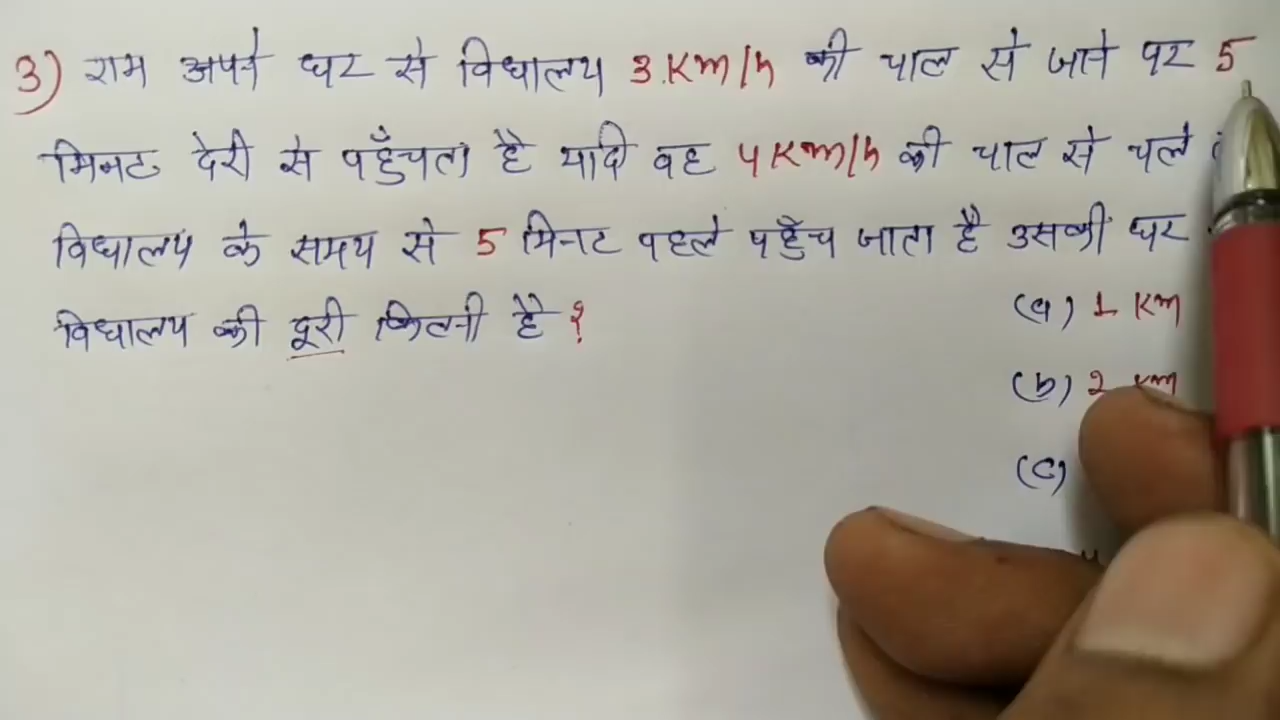 3) राम अपने घर से विधालय 3.Km/h की चाल से जाने पर 5
मिनट देरी से पहुँचता है यदि वह 4Km/h की चाल से चले
विधालय के समय से 5 मिनट पहले पहुँच जाता है उसकी घर
विधालय की दूरी कितनी है ?
(a) 1 Km
(b) 2 Km
(c)